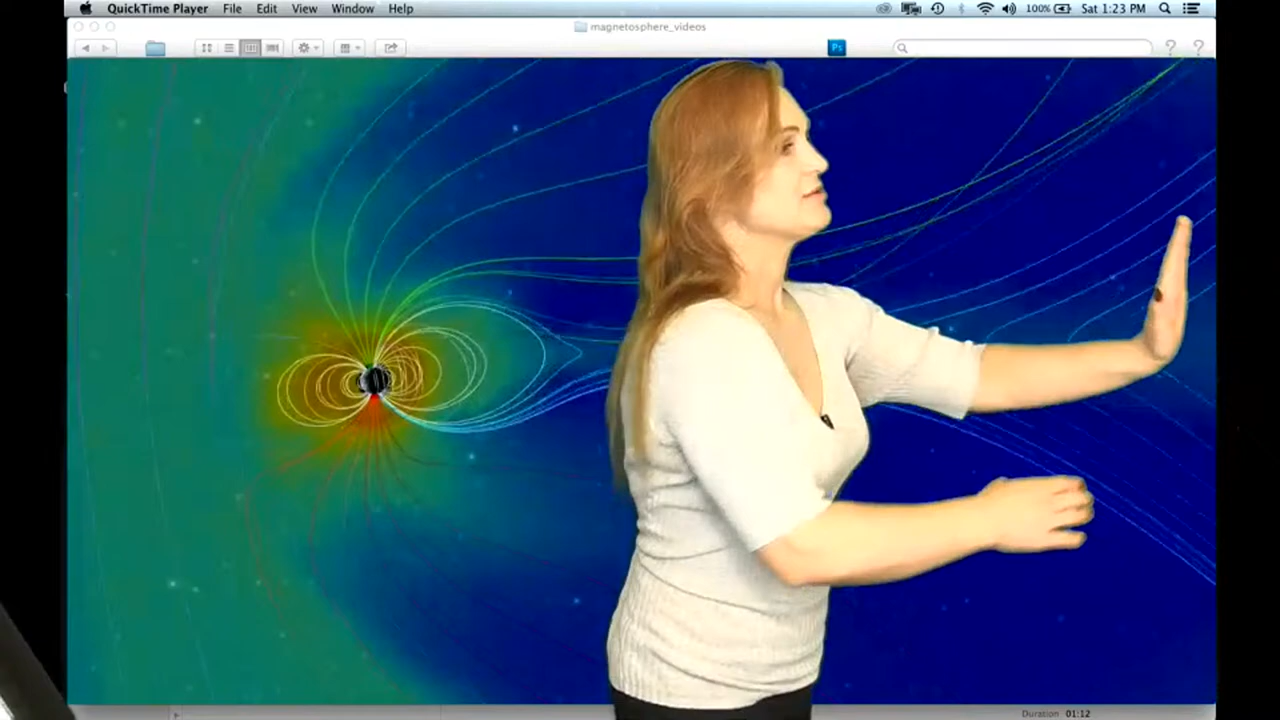 QuickTime Player File Edit View Window Help 100% Sat 1:23 PM
magnetosphere_videos
Ps
Duration 01:12